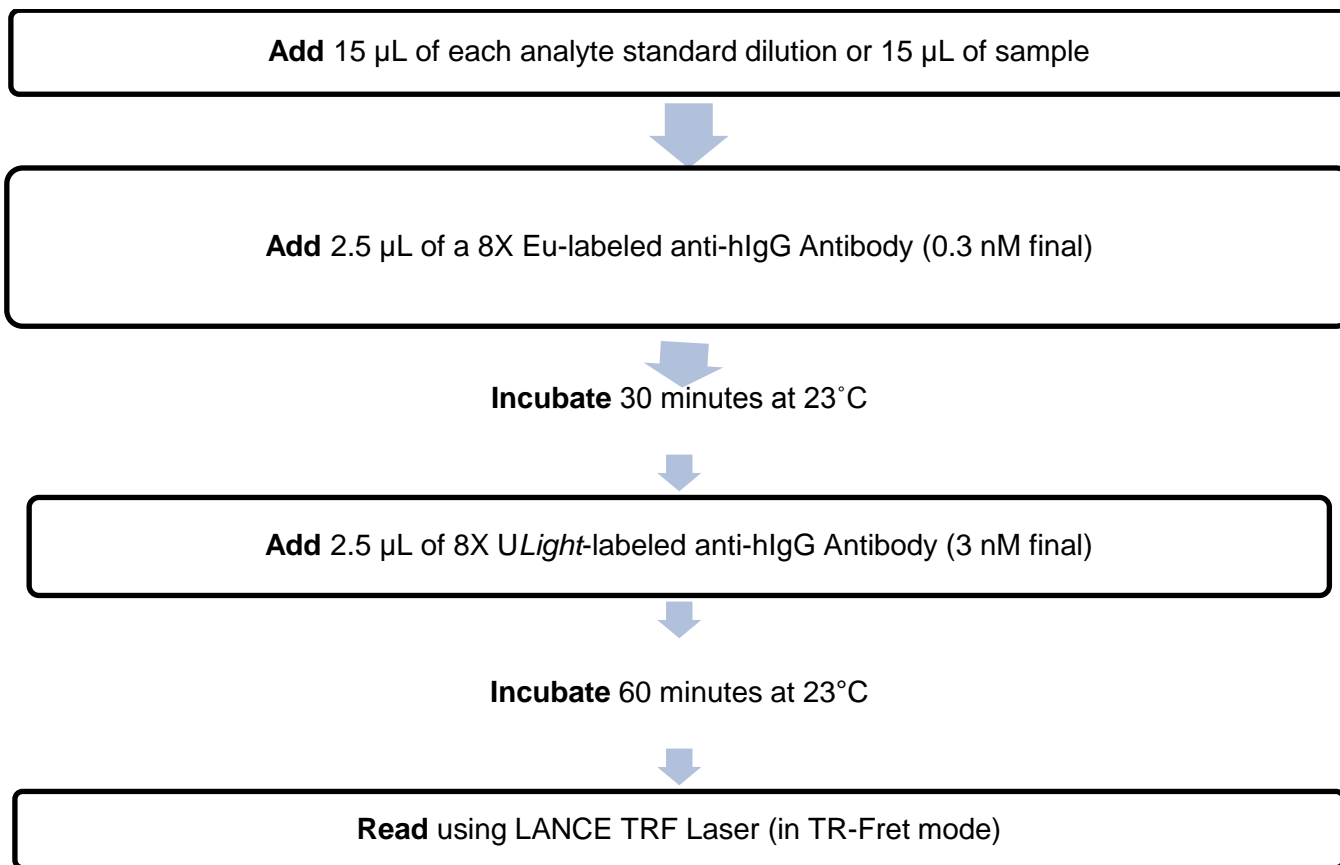 Add 15 µL of each analyte standard dilution or 15 µL of sample
Add 2.5 µL of a 8X Eu-labeled anti-hIgG Antibody (0.3 nM final)
Incubate 30 minutes at 23˚C
Add 2.5 µL of 8X ULight-labeled anti-hIgG Antibody (3 nM final)
Incubate 60 minutes at 23°C
Read using LANCE TRF Laser (in TR-Fret mode)